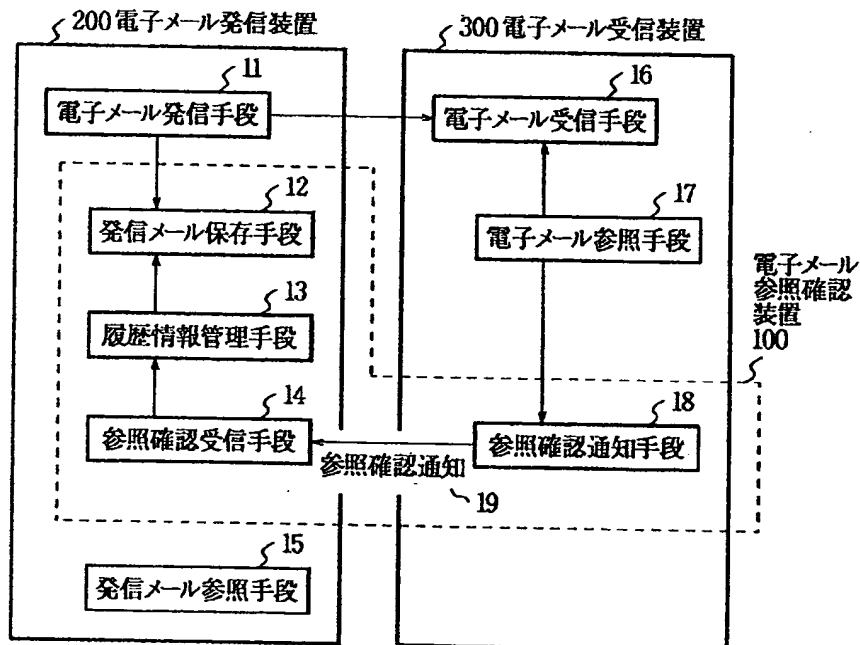 200電子メール発信装置
11
電子メール発信手段
12
発信メール保存手段
13
履歴情報管理手段
14
参照確認受信手段
15
発信メール参照手段
300電子メール受信装置
16
電子メール受信手段
17
電子メール参照手段
18
参照確認通知手段
参照確認通知
19
電子メール
参照確認
装置
100